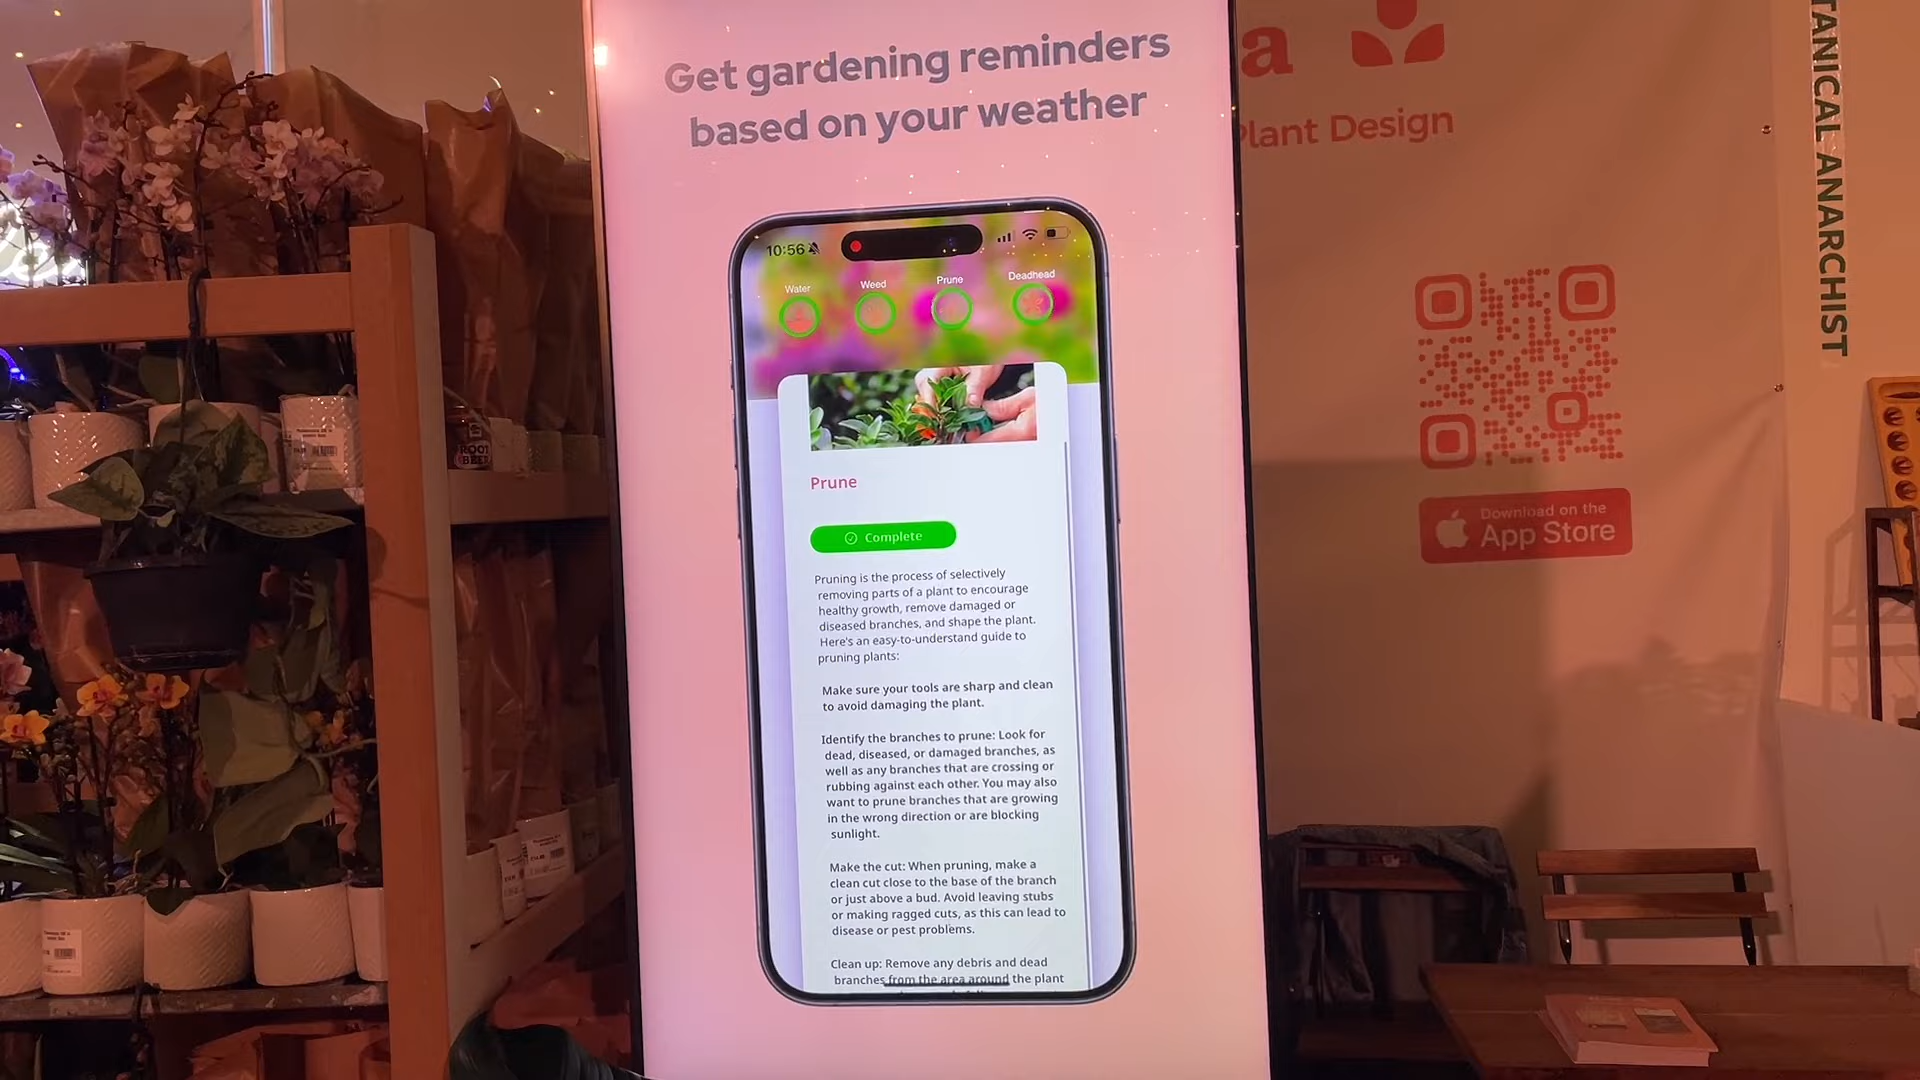 Get gardening reminders
based on your weather
10:56
Water
Weed
Prune
Deadhead
Prune
Complete
Pruning is the process of selectively
removing parts of a plant to encourage
healthy growth, remove damaged or
diseased branches, and shape the plant.
Here's an easy-to-understand guide to
pruning plants:
Make sure your tools are sharp and clean
to avoid damaging the plant.
Identify the branches to prune: Look for
dead, diseased, or damaged branches, as
well as any branches that are crossing or
rubbing against each other. You may also
want to prune branches that are growing
in the wrong direction or are blocking
sunlight.
Make the cut: When pruning, make a
clean cut close to the base of the branch
or just above a bud. Avoid leaving stubs
or making ragged cuts, as this can lead to
disease or pest problems.
Clean up: Remove any debris and dead
branches from the area around the plant
a
Plant Design
Download on the
App Store
TANICAL ANARCHIST
ROOT
BEER